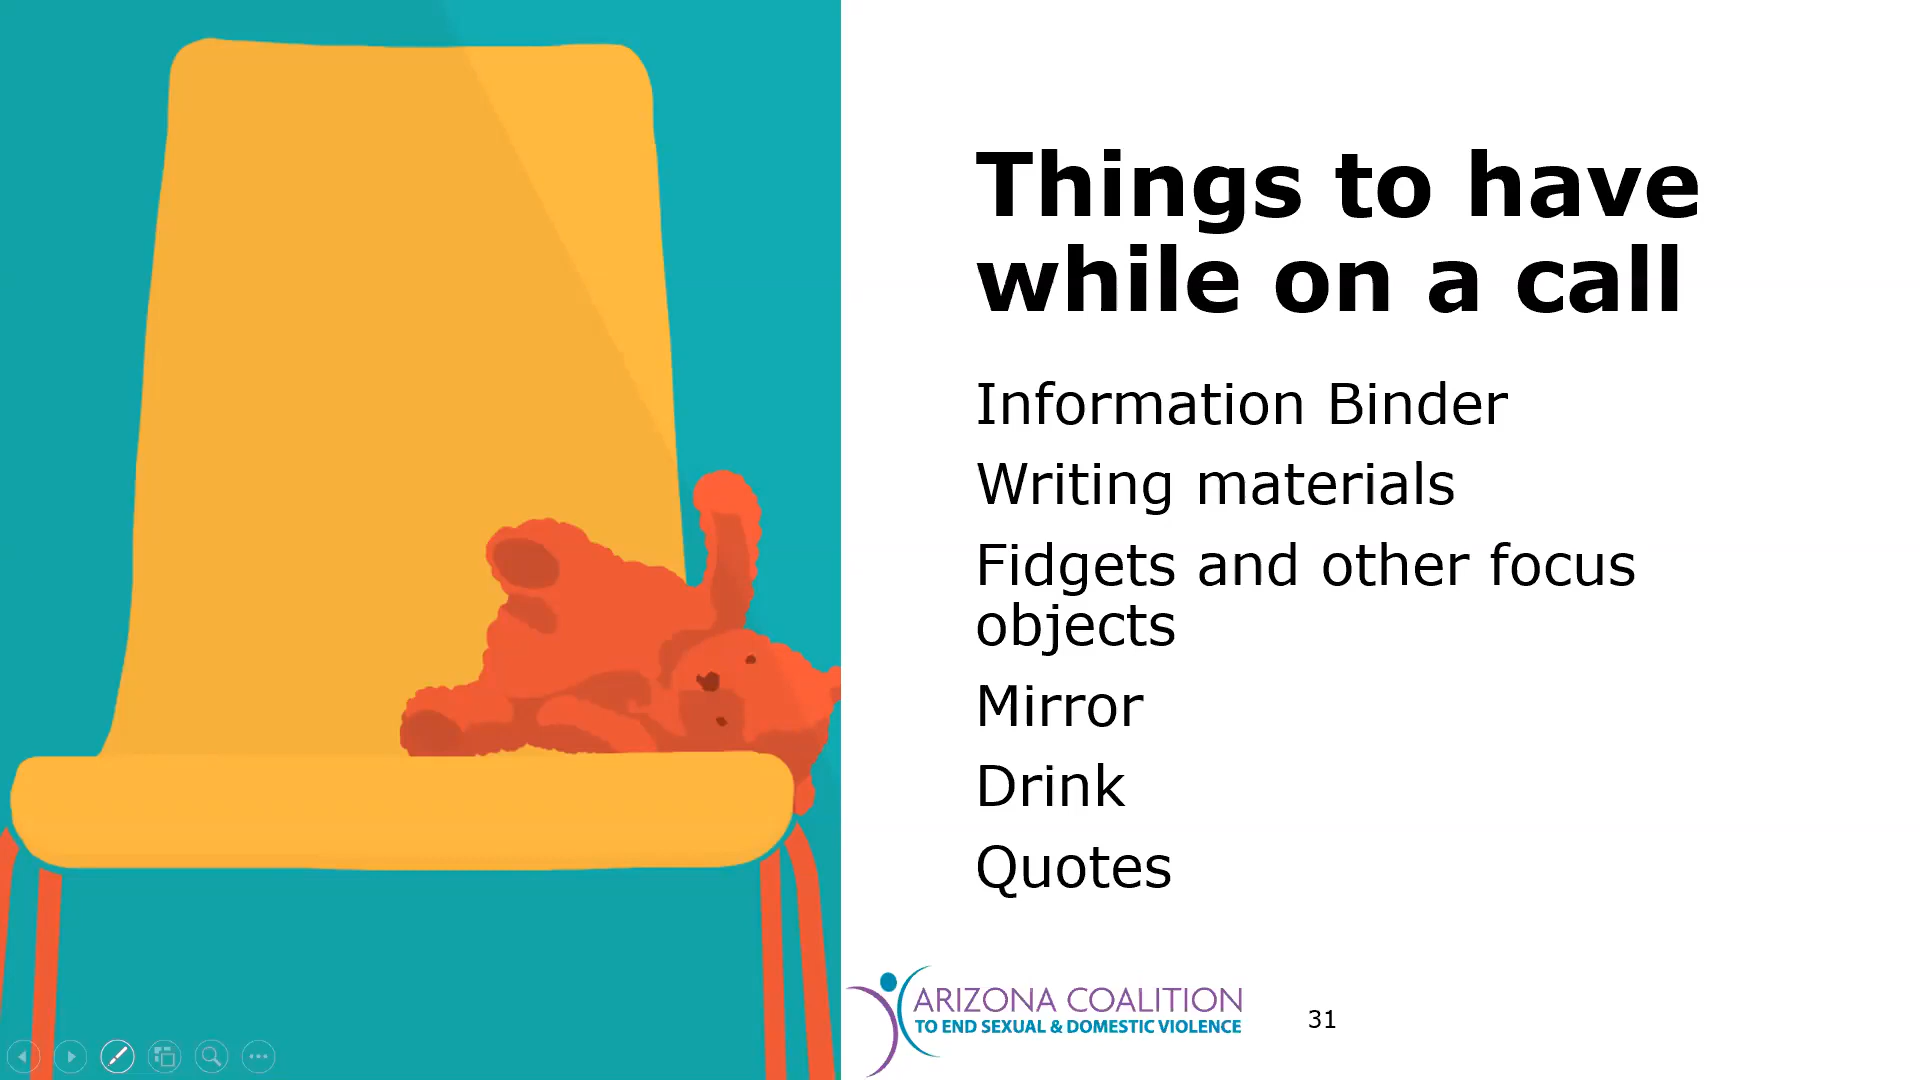 Things to have
while on a call
Information Binder
Writing materials
Fidgets and other focus
objects
Mirror
Drink
Quotes
ARIZONA COALITION
TO END SEXUAL & DOMESTIC VIOLENCE
31